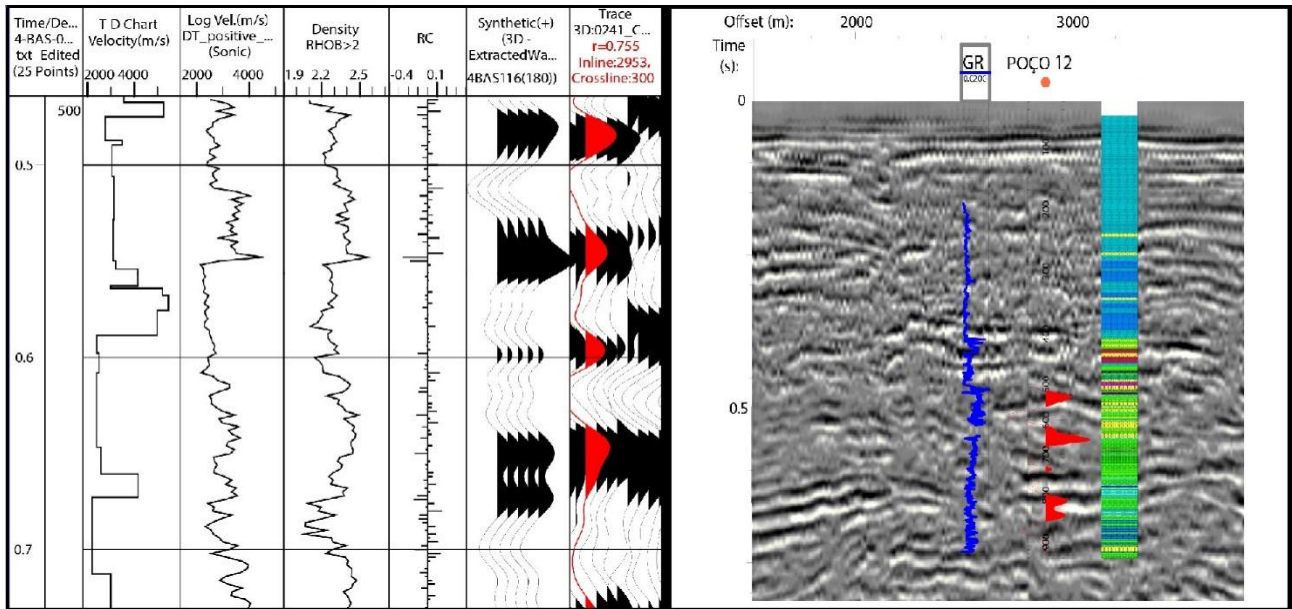 Time/De...
4-BAS-0...
txt Edited
(25 Points)
500
0.5
0.6
0.7
T D Chart
Velocity(m/s)
2000 4000
Log Vel.(m/s)
DT_positive_...
(Sonic)
2000 4000
Density
RHOB>2
1.9 2.2 2.5
RC
-0.4 0.1
Synthetic(+)
(3D -
ExtractedWa...
4BAS116(180))
Trace
3D:0241_C...
r=0.755
Inline:2953,
Crossline:300
Offset (m): 2000 3000
Time
(s):
GR
POÇO 12
0
0.5
100
200